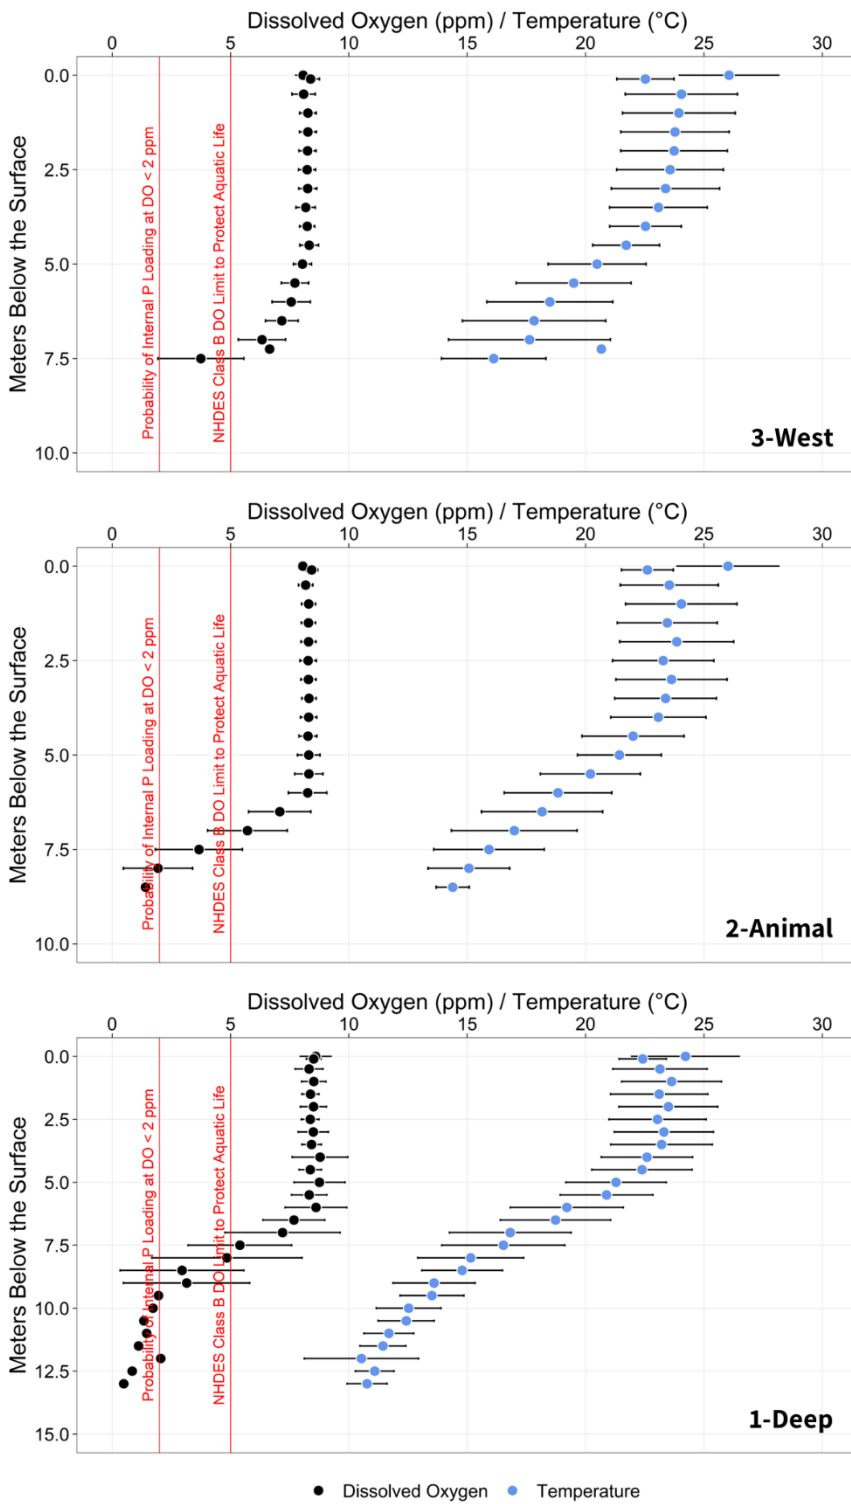 Dissolved Oxygen (ppm) / Temperature (°C)
0 5 10 15 20 25 30
Meters Below the Surface
0.0
2.5
5.0
7.5
10.0
Probability of Internal P Loading at DO < 2 ppm
NHDES Class B DO Limit to Protect Aquatic Life
3-West
Dissolved Oxygen (ppm) / Temperature (°C)
0 5 10 15 20 25 30
Meters Below the Surface
0.0
2.5
5.0
7.5
10.0
Probability of Internal P Loading at DO < 2 ppm
NHDES Class B DO Limit to Protect Aquatic Life
2-Animal
Dissolved Oxygen (ppm) / Temperature (°C)
0 5 10 15 20 25 30
Meters Below the Surface
0.0
2.5
5.0
7.5
10.0
12.5
15.0
Probability of Internal P Loading at DO < 2 ppm
NHDES Class B DO Limit to Protect Aquatic Life
1-Deep
Dissolved Oxygen Temperature